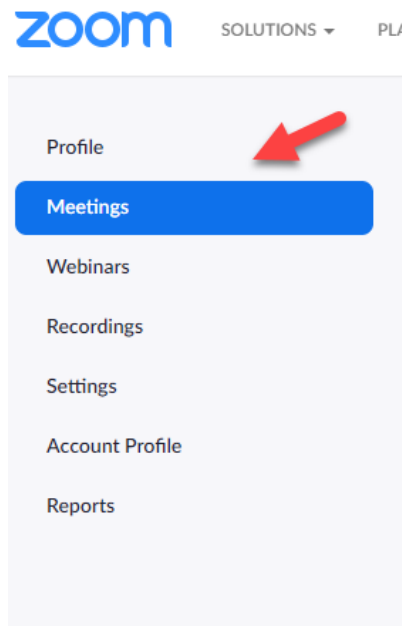 zoom SOLUTIONS
Profile
Meetings
Webinars
Recordings
Settings
Account Profile
Reports